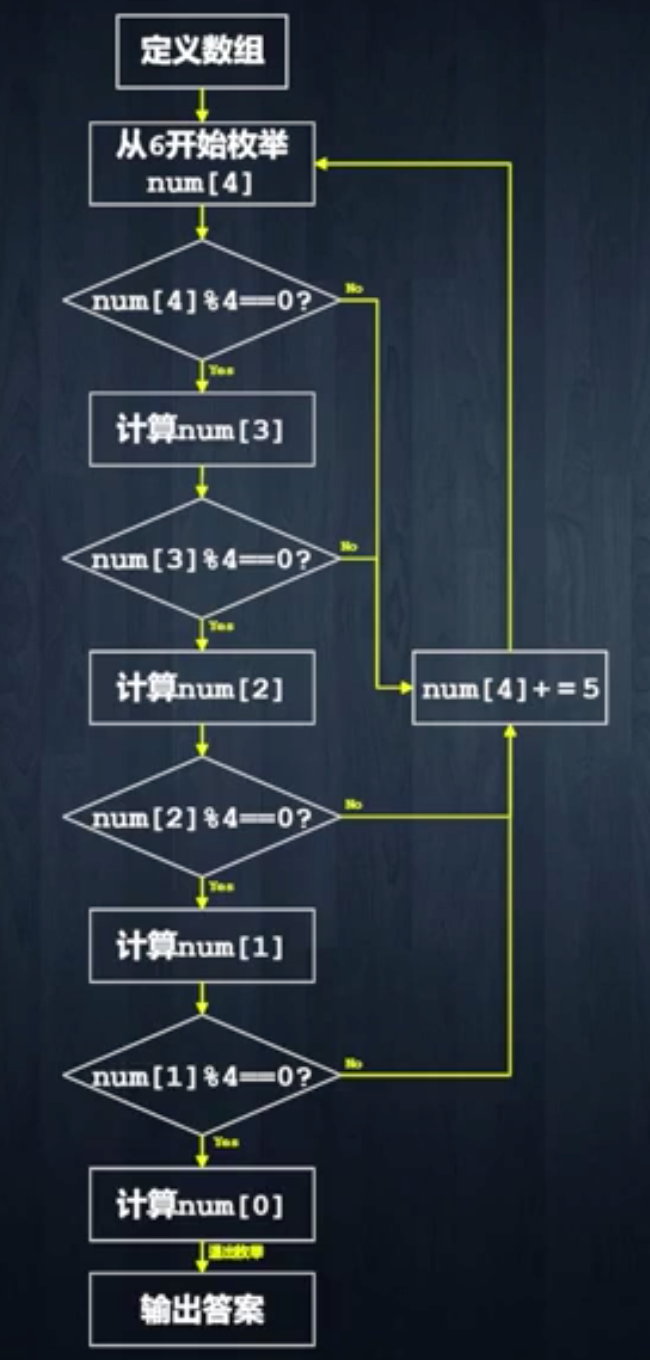 定义数组
从6开始枚举
num[4]
num[4]%4==0?
No
Yes
计算num[3]
num[3]%4==0?
No
Yes
计算num[2]
num[4]+=5
num[2]%4==0?
No
Yes
计算num[1]
num[1]%4==0?
No
Yes
计算num[0]
退出枚举
输出答案